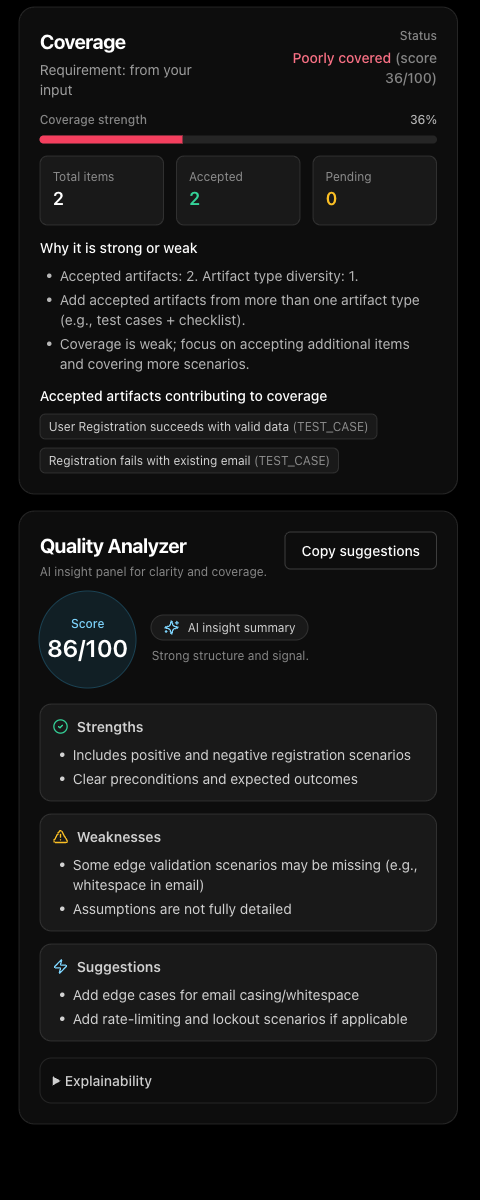 Coverage
Status
Requirement: from your
input
Poorly covered (score
36/100)
Coverage strength
36%
Total items
2
Accepted
2
Pending
0
Why it is strong or weak
• Accepted artifacts: 2. Artifact type diversity: 1.
• Add accepted artifacts from more than one artifact type
(e.g., test cases + checklist).
• Coverage is weak; focus on accepting additional items
and covering more scenarios.
Accepted artifacts contributing to coverage
User Registration succeeds with valid data (TEST_CASE)
Registration fails with existing email (TEST_CASE)
Quality Analyzer
Copy suggestions
AI insight panel for clarity and coverage.
Score
86/100
AI insight summary
Strong structure and signal.
Strengths
• Includes positive and negative registration scenarios
• Clear preconditions and expected outcomes
Weaknesses
• Some edge validation scenarios may be missing (e.g.,
whitespace in email)
• Assumptions are not fully detailed
Suggestions
• Add edge cases for email casing/whitespace
• Add rate-limiting and lockout scenarios if applicable
Explainability